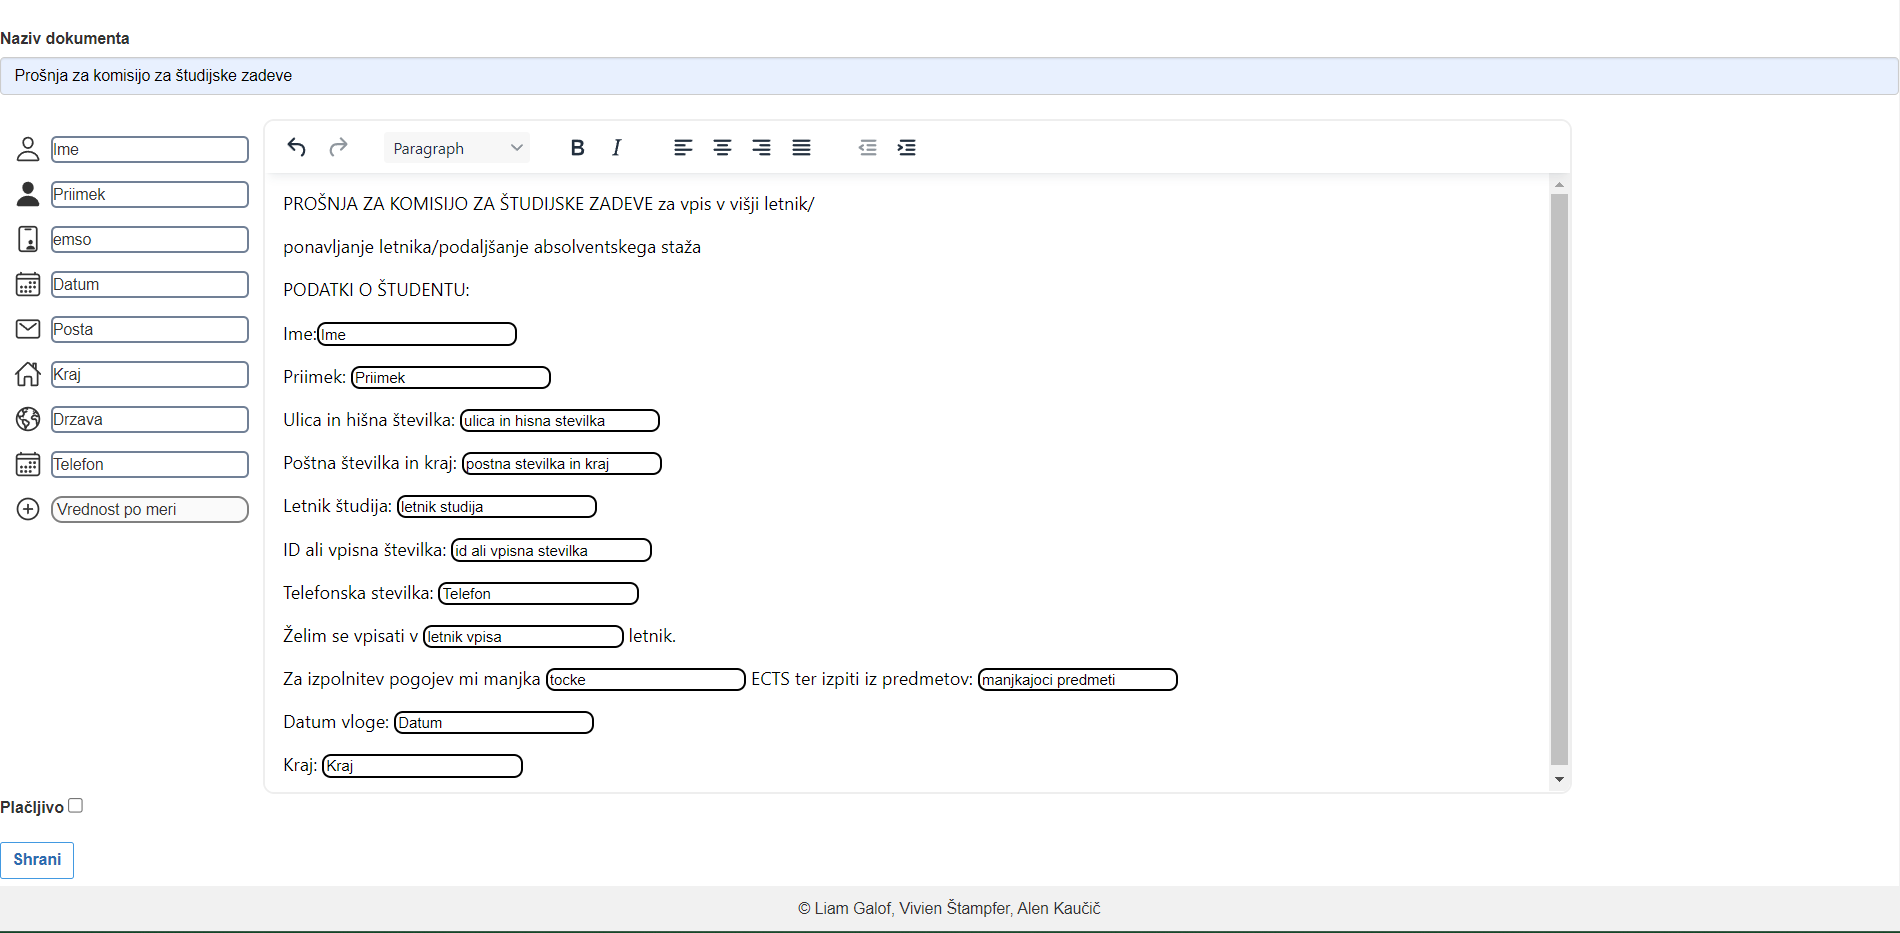 Naziv dokumenta
Prošnja za komisijo za študijske zadeve
Ime
Priimek
emso
Datum
Posta
Kraj
Drzava
Telefon
Vrednost po meri
Paragraph B I
PROŠNJA ZA KOMISIJO ZA ŠTUDIJSKE ZADEVE za vpis v višji letnik/
ponavljanje letnika/podaljšanje absolventskega staža
PODATKI O ŠTUDENTU:
Ime: Ime
Priimek: Priimek
Ulica in hišna številka: ulica in hisna stevilka
Poštna številka in kraj: postna stevilka in kraj
Letnik študija: letnik studija
ID ali vpisna številka: id ali vpisna stevilka
Telefonska stevilka: Telefon
Želim se vpisati v letnik vpisa letnik.
Za izpolnitev pogojev mi manjka tocke ECTS ter izpiti iz predmetov: manjkajoci predmeti
Datum vloge: Datum
Kraj: Kraj
Plačljivo
Shrani
© Liam Galof, Vivien Štampfer, Alen Kaučič